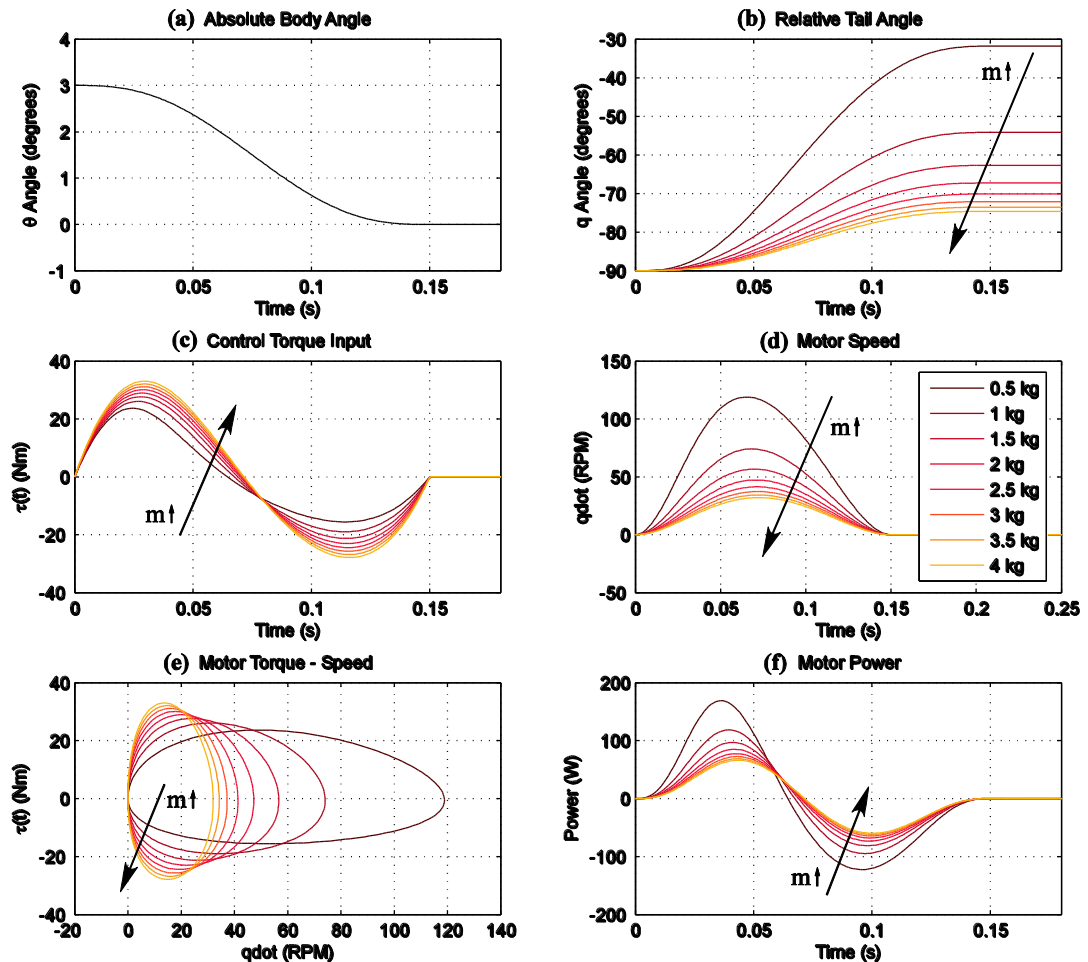 (a) Absolute Body Angle
4
3
2
1
0
-1
θ Angle (degrees)
0 0.05 0.1 0.15
Time (s)
(b) Relative Tail Angle
-30
-40
-50
-60
-70
-80
-90
q Angle (degrees)
m↑
0 0.05 0.1 0.15
Time (s)
(c) Control Torque Input
40
20
0
-20
-40
τ(t) (Nm)
m↑
0 0.05 0.1 0.15
Time (s)
(d) Motor Speed
150
100
50
0
50
qdot (RPM)
m↑
0.5 kg
1 kg
1.5 kg
2 kg
2.5 kg
3 kg
3.5 kg
4 kg
0 0.05 0.1 0.15 0.2 0.25
Time (s)
(e) Motor Torque - Speed
40
20
0
-20
-40
τ(t) (Nm)
m↑
-20 0 20 40 60 80 100 120 140
qdot (RPM)
(f) Motor Power
200
100
0
-100
-200
Power (W)
m↑
0 0.05 0.1 0.15
Time (s)